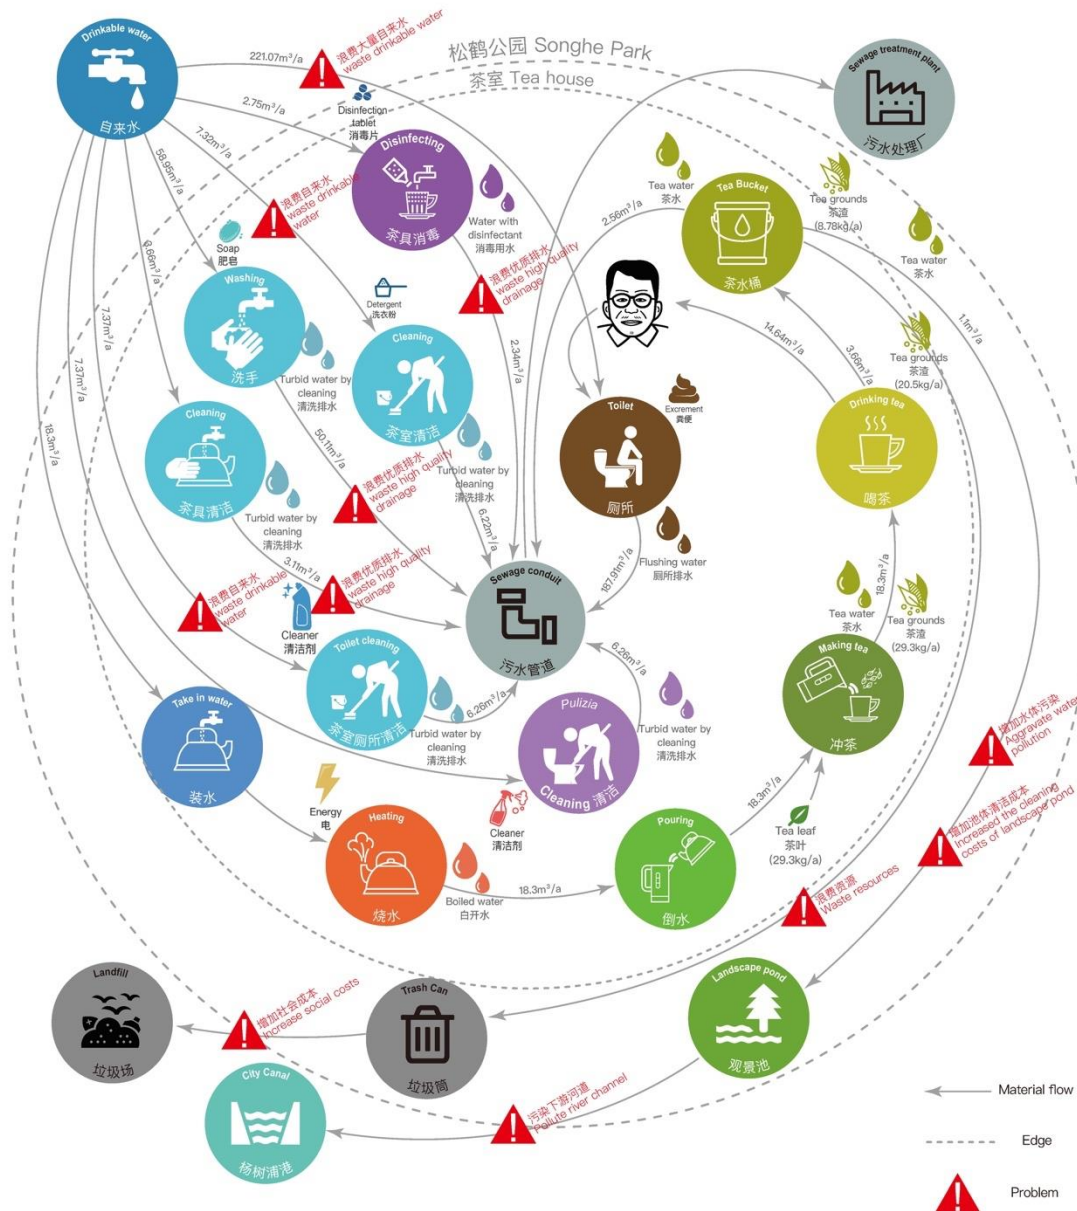 松鹤公园 Songhe Park
茶室 Tea house
Drinkable water
自来水
221.07m³/a
浪费大量自来水
waste drinkable water
2.75m³/a
7.32m³/a
58.95m³/a
3.66m³/a
7.37m³/a
7.37m³/a
18.3m³/a
Disinfection
tablet
消毒片
Disinfecting
茶具消毒
Water with
disinfectant
消毒用水
浪费自来水
waste drinkable
water
Sewage treatment plant
污水处理厂
Tea water
茶水
Tea Bucket
茶水桶
Tea grounds
茶渣
(8.78kg/a)
Tea water
茶水
2.56m³/a
1.1m³/a
Soap
肥皂
Washing
洗手
Turbid water by
cleaning
清洗排水
Detergent
洗衣粉
Cleaning
茶室清洁
Turbid water by
cleaning
清洗排水
浪费优质排水
waste high quality
drainage
2.34m³/a
14.64m³/a
3.66m³/a
Tea grounds
茶渣
(20.5kg/a)
Cleaning
茶具清洁
Turbid water by
cleaning
清洗排水
50.11m³/a
浪费优质排水
waste high quality
drainage
6.22m³/a
Toilet
厕所
Excrement
粪便
Flushing water
厕所排水
187.91m³/a
Drinking tea
喝茶
3.11m³/a
浪费优质排水
waste high quality
drainage
浪费自来水
waste drinkable
water
Cleaner
清洁剂
Sewage conduit
污水管道
18.3m³/a
Tea water
茶水
Tea grounds
茶渣
(29.3kg/a)
Making tea
冲茶
Toilet cleaning
茶室厕所清洁
Turbid water by
cleaning
清洗排水
6.26m³/a
6.26m³/a
Pulizia
Cleaning 清洁
Turbid water by
cleaning
清洗排水
Take in water
装水
Energy
电
Heating
烧水
Cleaner
清洁剂
Boiled water
白开水
18.3m³/a
Pouring
倒水
18.3m³/a
Tea leaf
茶叶
(29.3kg/a)
增加水体污染
Aggravate water
pollution
增加池体清洁成本
Increased the cleaning
costs of landscape pond
浪费资源
Waste resources
Landfill
垃圾场
增加社会成本
Increase social costs
Trash Can
垃圾筒
Landscape pond
观景池
City Canal
杨树浦港
污染下游河道
Pollute river channel
Material flow
Edge
Problem